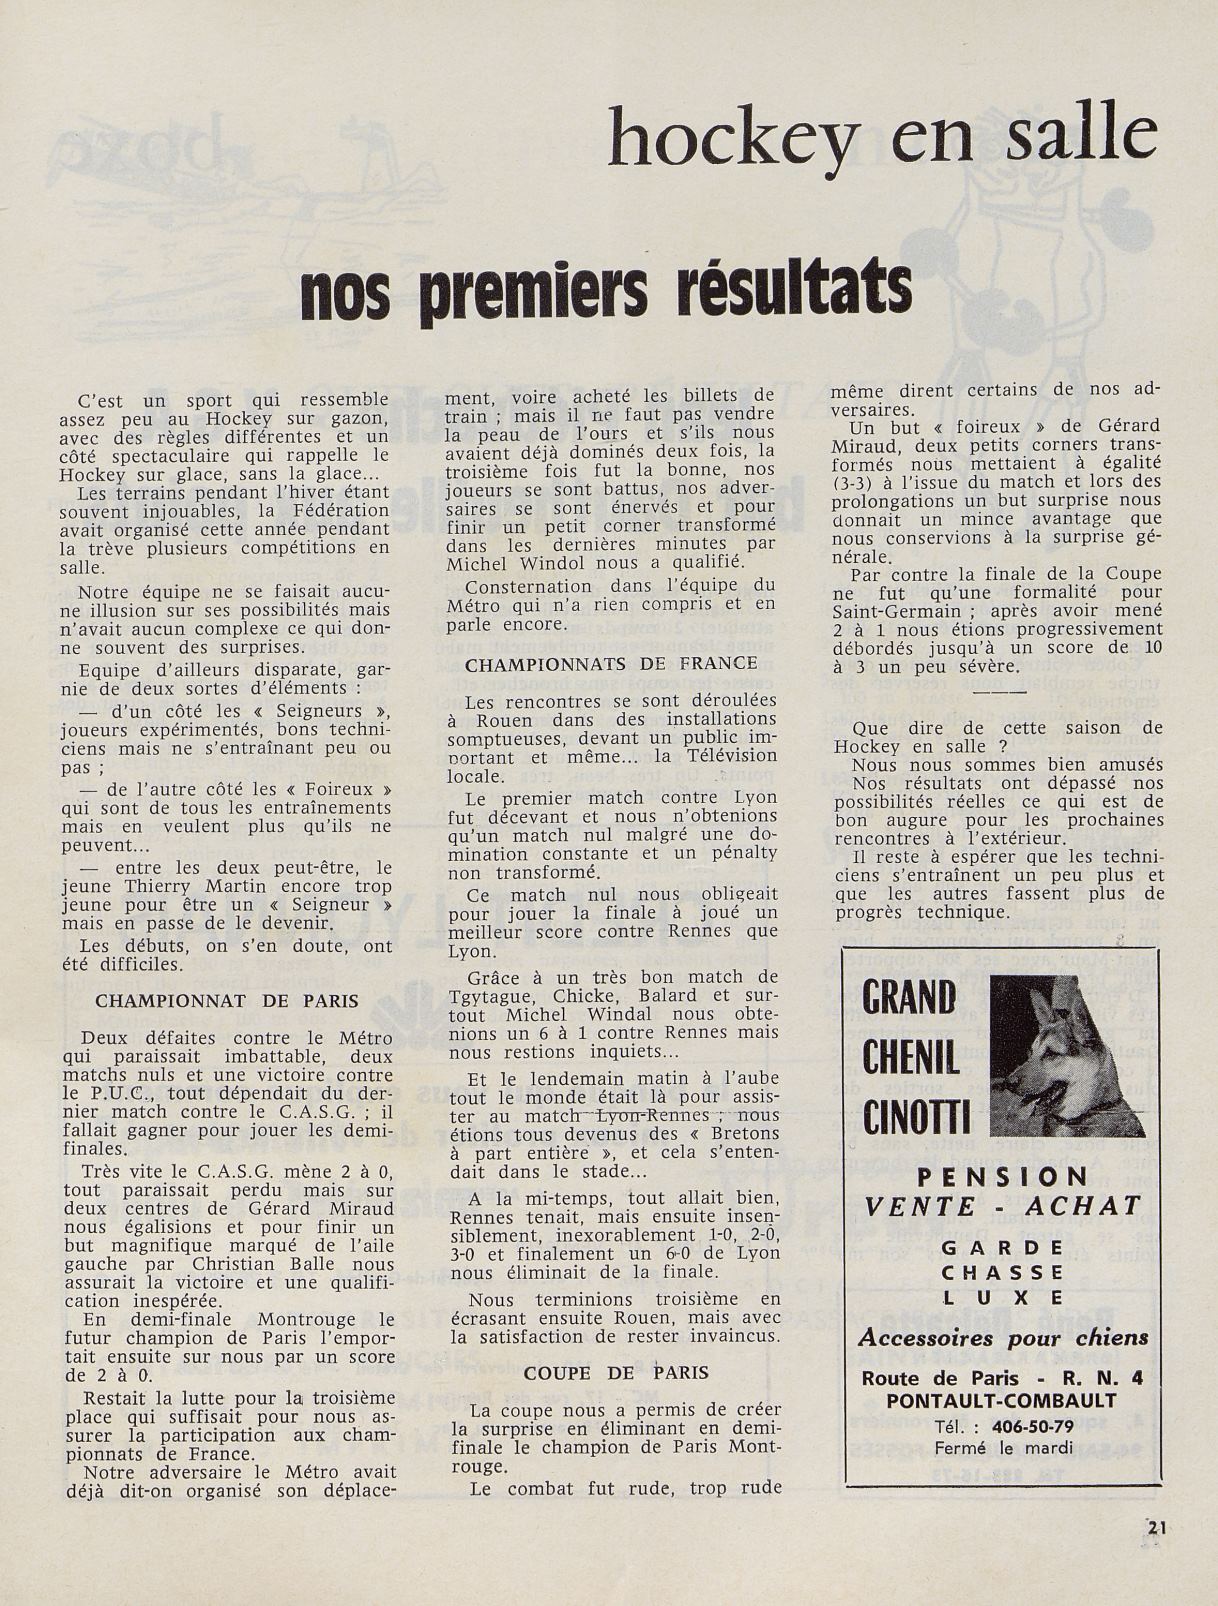 hockey en salle
nos premiers résultats
C'est un sport qui ressemble
assez peu au Hockey sur gazon,
avec des règles différentes et un
côté spectaculaire qui rappelle le
Hockey sur glace, sans la glace...
Les terrains pendant l'hiver étant
souvent injouables, la Fédération
avait organisé cette année pendant
la trève plusieurs compétitions en
salle.
Notre équipe ne se faisait aucu-
ne illusion sur ses possibilités mais
n'avait aucun complexe ce qui don-
ne souvent des surprises.
Equipe d'ailleurs disparate, gar-
nie de deux sortes d'éléments :
— d'un côté les « Seigneurs »,
joueurs expérimentés, bons techni-
ciens mais ne s'entraînant peu ou
pas ;
— de l'autre côté les « Foireux »
qui sont de tous les entraînements
mais en veulent plus qu'ils ne
peuvent...
— entre les deux peut-être, le
jeune Thierry Martin encore trop
jeune pour être un « Seigneur »
mais en passe de le devenir.
Les débuts, on s'en doute, ont
été difficiles.
CHAMPIONNAT DE PARIS
Deux défaites contre le Métro
qui paraissait imbattable, deux
matchs nuls et une victoire contre
le P.U.C., tout dépendait du der-
nier match contre le C.A.S.G. ; il
fallait gagner pour jouer les demi-
finales.
Très vite le C.A.S.G. mène 2 à 0,
tout paraissait perdu mais sur
deux centres de Gérard Miraud
nous égalisions et pour finir un
but magnifique marqué de l'aile
gauche par Christian Balle nous
assurait la victoire et une qualifi-
cation inespérée.
En demi-finale Montrouge le
futur champion de Paris l'empor-
tait ensuite sur nous par un score
de 2 à 0.
Restait la lutte pour la troisième
place qui suffisait pour nous as-
surer la participation aux cham-
pionnats de France.
Notre adversaire le Métro avait
déjà dit-on organisé son déplace-
ment, voire acheté les billets de
train ; mais il ne faut pas vendre
la peau de l'ours et s'ils nous
avaient déjà dominés deux fois, la
troisième fois fut la bonne, nos
joueurs se sont battus, nos adver-
saires se sont énervés et pour
finir un petit corner transformé
dans les dernières minutes par
Michel Windol nous a qualifié.
Consternation dans l'équipe du
Métro qui n'a rien compris et en
parle encore.
CHAMPIONNATS DE FRANCE
Les rencontres se sont déroulées
à Rouen dans des installations
somptueuses, devant un public im-
portant et même... la Télévision
locale.
Le premier match contre Lyon
fut décevant et nous n'obtenions
qu'un match nul malgré une do-
mination constante et un pénalty
non transformé.
Ce match nul nous obligeait
pour jouer la finale à joué un
meilleur score contre Rennes que
Lyon.
Grâce à un très bon match de
Tgytague, Chicke, Balard et sur-
tout Michel Windal nous obte-
nions un 6 à 1 contre Rennes mais
nous restions inquiets...
Et le lendemain matin à l'aube
tout le monde était là pour assis-
ter au match Lyon-Rennes ; nous
étions tous devenus des « Bretons
à part entière », et cela s'enten-
dait dans le stade...
A la mi-temps, tout allait bien,
Rennes tenait, mais ensuite insen-
siblement, inexorablement 1-0, 2-0,
3-0 et finalement un 6-0 de Lyon
nous éliminait de la finale.
Nous terminions troisième en
écrasant ensuite Rouen, mais avec
la satisfaction de rester invaincus.
COUPE DE PARIS
La coupe nous a permis de créer
la surprise en éliminant en demi-
finale le champion de Paris Mont-
rouge.
Le combat fut rude, trop rude
même dirent certains de nos ad-
versaires.
Un but « foireux » de Gérard
Miraud, deux petits corners trans-
formés nous mettaient à égalité
(3-3) à l'issue du match et lors des
prolongations un but surprise nous
donnait un mince avantage que
nous conservions à la surprise gé-
nérale.
Par contre la finale de la Coupe
ne fut qu'une formalité pour
Saint-Germain ; après avoir mené
2 à 1 nous étions progressivement
débordés jusqu'à un score de 10
à 3 un peu sévère.
Que dire de cette saison de
Hockey en salle ?
Nous nous sommes bien amusés
Nos résultats ont dépassé nos
possibilités réelles ce qui est de
bon augure pour les prochaines
rencontres à l'extérieur.
Il reste à espérer que les techni-
ciens s'entraînent un peu plus et
que les autres fassent plus de
progrès technique.
GRAND
CHENIL
CINOTTI
PENSION
VENTE - ACHAT
GARDE
CHASSE
LUXE
Accessoires pour chiens
Route de Paris - R. N. 4
PONTAULT-COMBAULT
Tél. : 406-50-79
Fermé le mardi
21